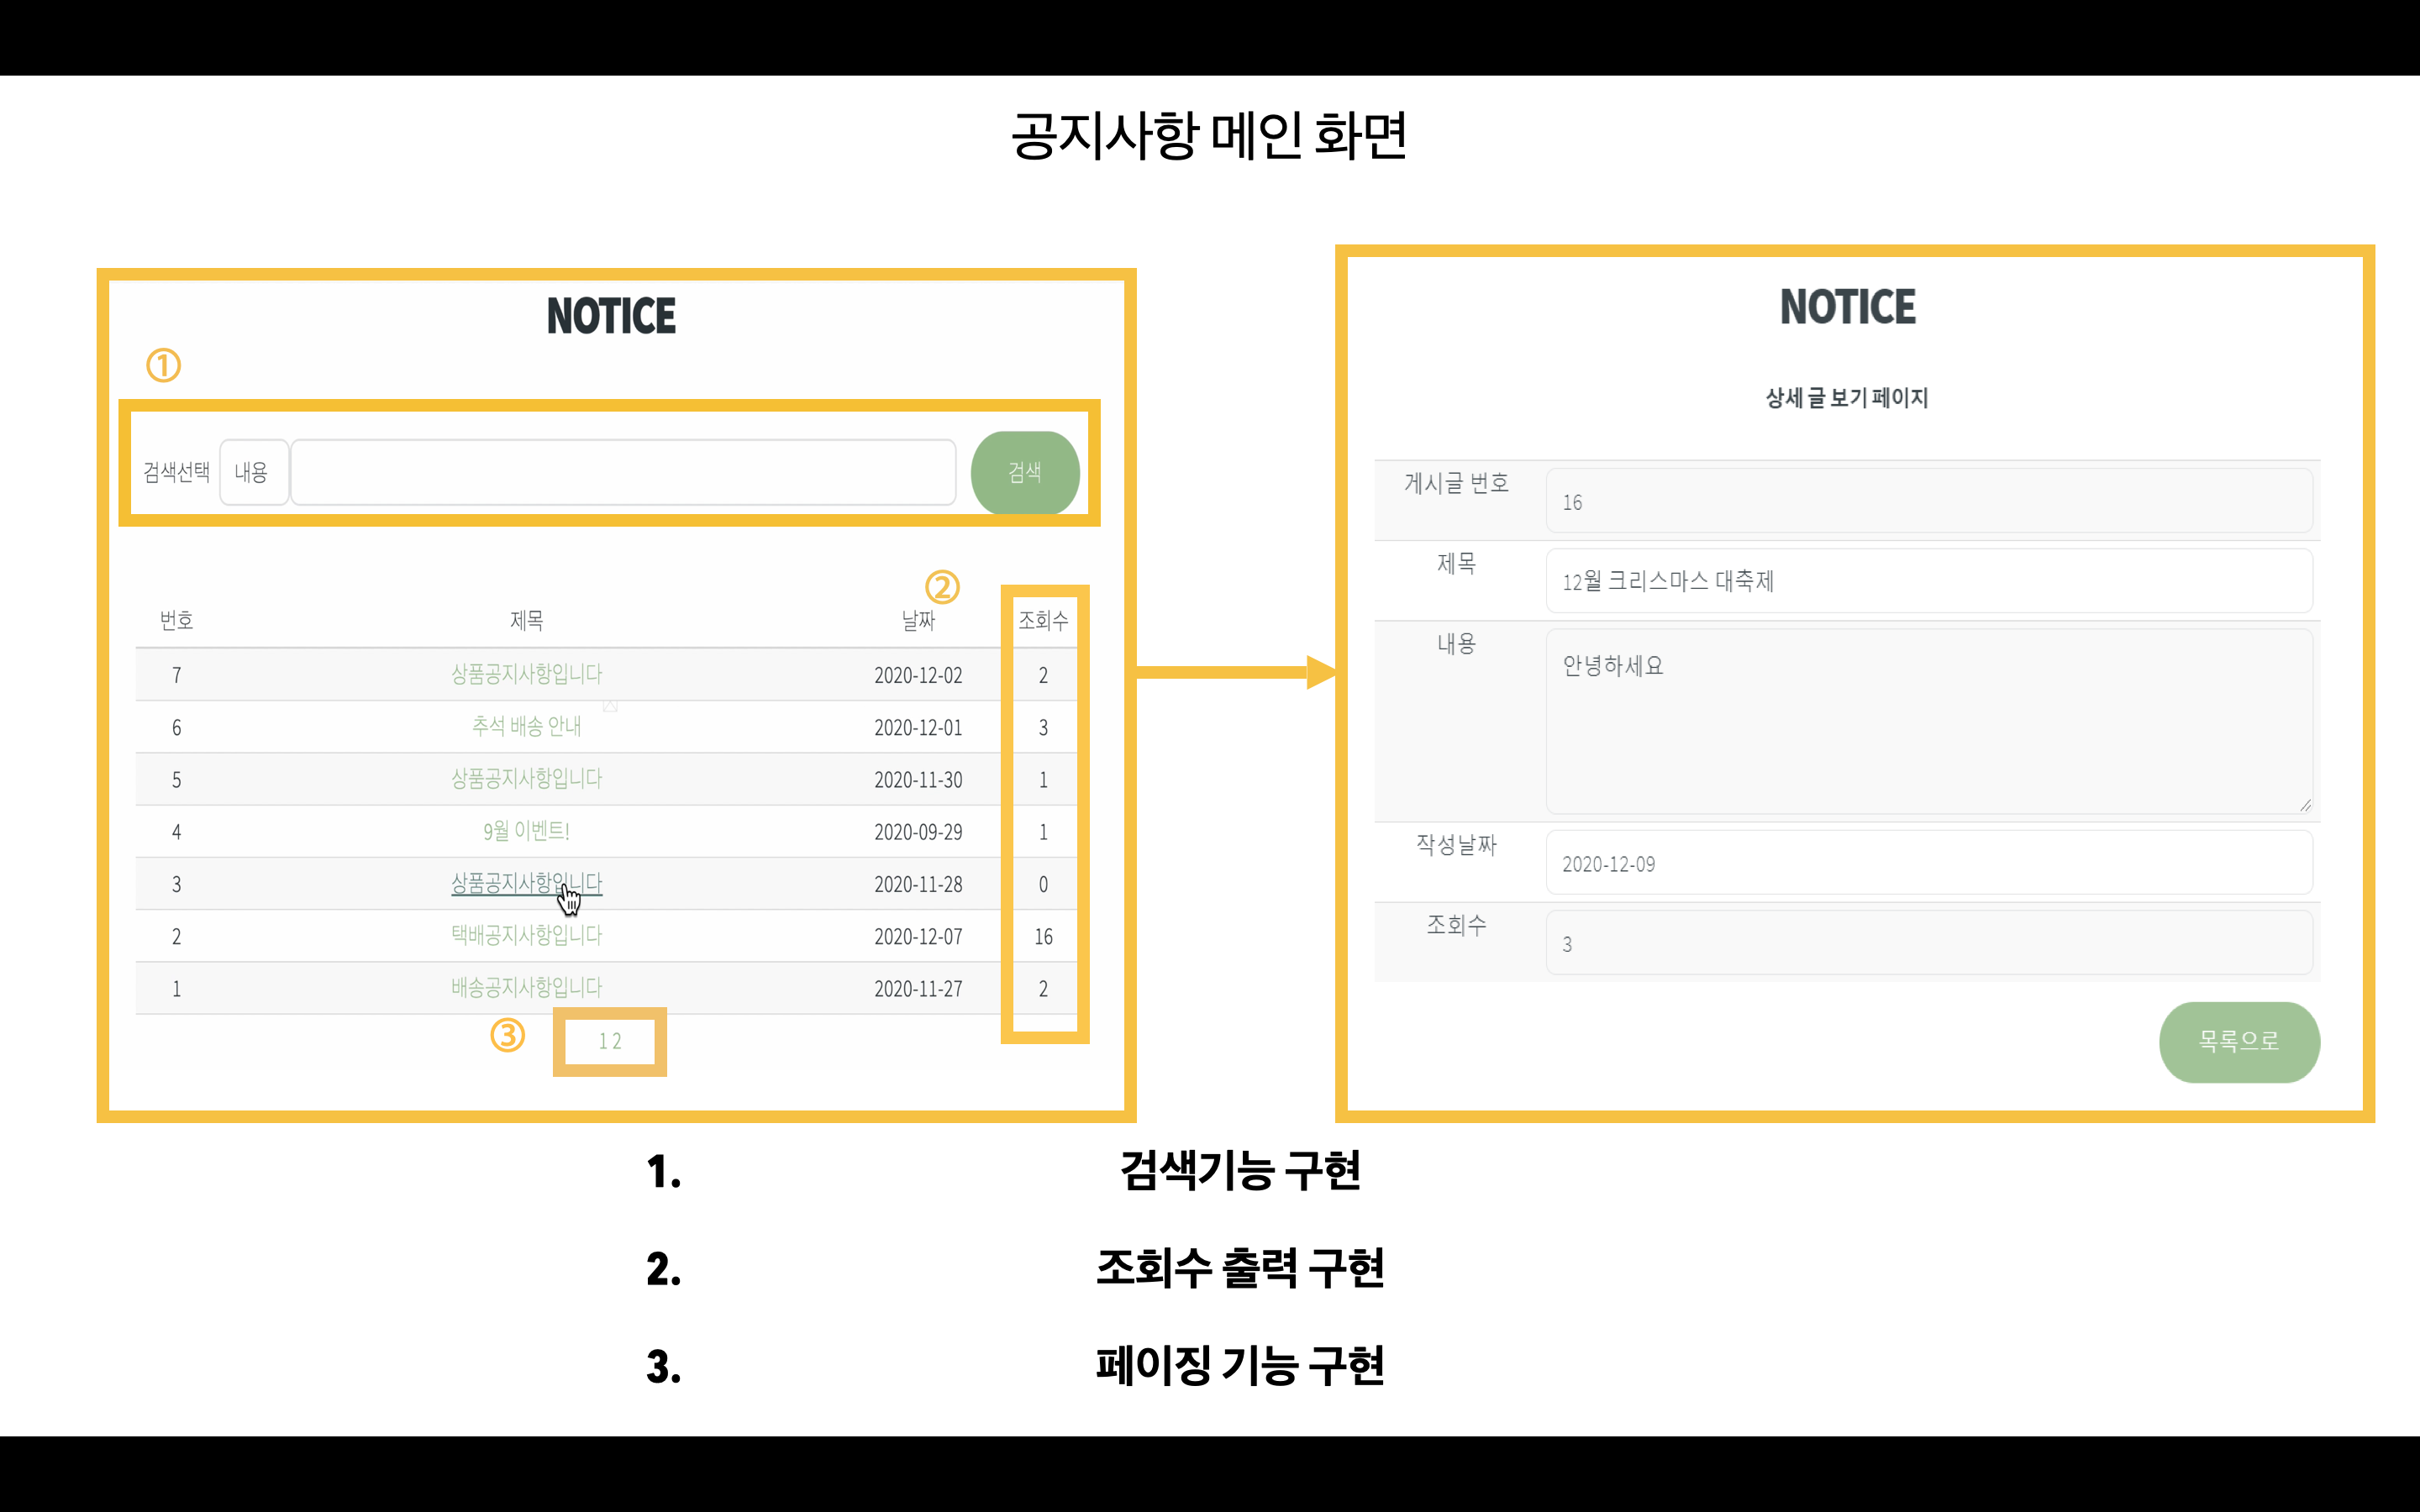 공지사항 메인 화면
NOTICE
①
검색선택 내용 검색
②
번호 제목 날짜 조회수
7 상품공지사항입니다 2020-12-02 2
6 추석 배송 안내 2020-12-01 3
5 상품공지사항입니다 2020-11-30 1
4 9월 이벤트! 2020-09-29 1
3 상품공지사항입니다 2020-11-28 0
2 택배공지사항입니다 2020-12-07 16
1 배송공지사항입니다 2020-11-27 2
③ 1 2
NOTICE
상세 글 보기 페이지
게시글 번호 16
제목 12월 크리스마스 대축제
내용 안녕하세요
작성날짜 2020-12-09
조회수 3
목록으로
1. 검색기능 구현
2. 조회수 출력 구현
3. 페이징 기능 구현